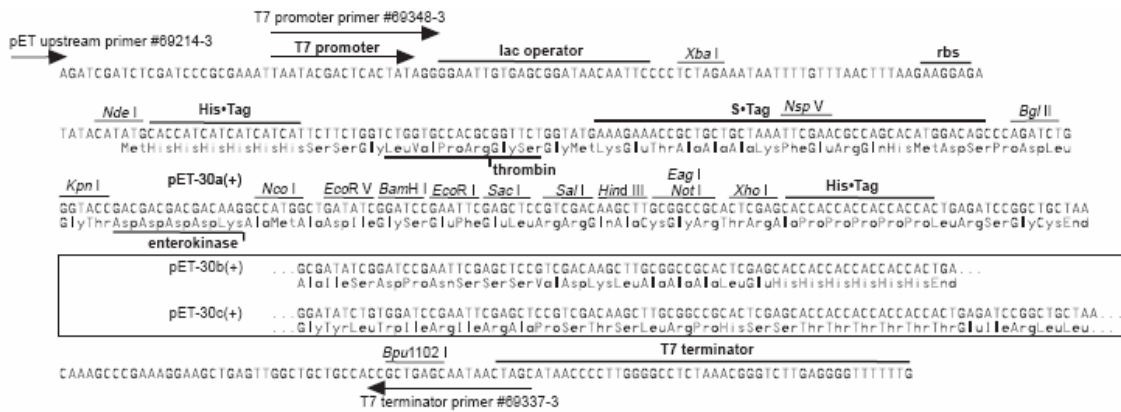 T7 promoter primer #69348-3
pET upstream primer #69214-3
T7 promoter
lac operator
Xba I
rbs
AGATCGATCTCGATCCCGCGAAATTAATACGACTCACTATAGGGGAATTGTGAGCGGATAACAATTCCCCTCTAGAAATAATTTTGTTTAACTTTAAGAAGGAGA
Nde I
His•Tag
S•Tag
Nsp V
Bgl II
TATACATATGCACCATCATCATCATCATTCTTCTGGTCTGGTGCCACGCGGTTCTGGTATGAAAGAAACCGCTGCTGCTAAATTCGAACGCCAGCACATGGACAGCCCAGATCTG
MetHisHisHisHisHisHisSerSerGlyLeuValProArgGlySerGlyMetLysGluThrAlaAlaAlaLysPheGluArgGlnHisMetAspSerProAspLeu
thrombin
Kpn I
pET-30a(+)
Nco I
EcoR V
BamH I
EcoR I
Sac I
Sal I
Hind III
Eag I
Not I
Xho I
His•Tag
GGTACCGACGACGACGACAAGGCCATGGCTGATATCGGATCCGAATTCGAGCTCCGTCGACAAGCTTGCGGCCGCACTCGAGCACCACCACCACCACCACTGAGATCCGGCTGCTAA
GlyThrAspAspAspAspLysAlaMetAlaAspIleGlySerGluPheGluLeuArgArgGlnAlaCysGlyArgThrArgAlaProProProProProLeuArgSerGlyCysEnd
enterokinase
pET-30b(+)
...GCGATATCGGATCCGAATTCGAGCTCCGTCGACAAGCTTGCGGCCGCACTCGAGCACCACCACCACCACCACTGA...
AlaIleSerAspProAsnSerSerSerValAspLysLeuAlaAlaAlaLeuGluHisHisHisHisHisHisEnd
pET-30c(+)
...GGATATCTGTGGATCCGAATTCGAGCTCCGTCGACAAGCTTGCGGCCGCACTCGAGCACCACCACCACCACCACTGAGATCCGGCTGCTAA...
GlyTyrLeuTrpIleArgIleArgAlaProSerThrSerLeuArgProHisSerSerThrThrThrThrThrThrGluIleArgLeuLeu...
Bpu1102 I
T7 terminator
CAAAGCCCGAAAGGAAGCTGAGTTGGCTGCTGCCACCGCTGAGCAATAACTAGCATAACCCCTTGGGGCCTCTAAACGGGTCTTGAGGGGTTTTTTG
T7 terminator primer #69337-3